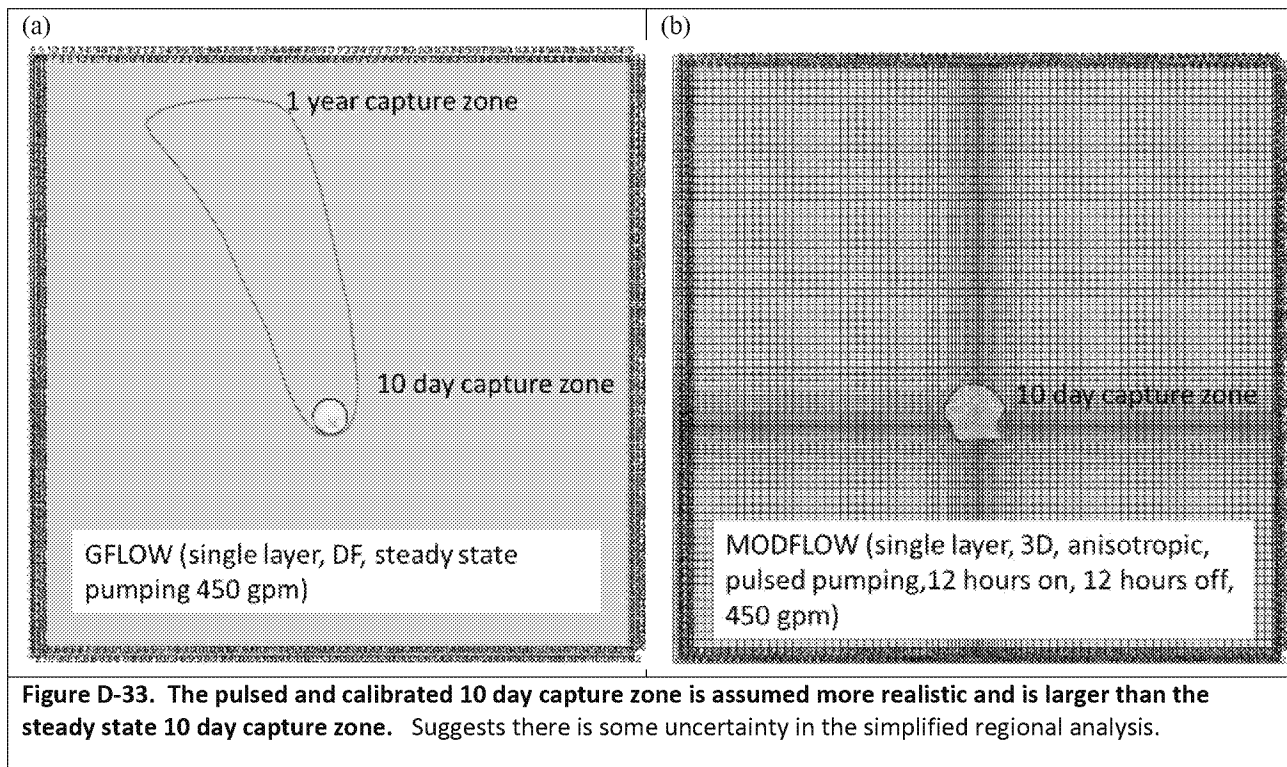 (a)
1 year capture zone
10 day capture zone
GFLOW (single layer, DF, steady state
pumping 450 gpm)
(b)
10 day capture zone
MODFLOW (single layer, 3D, anisotropic,
pulsed pumping,12 hours on, 12 hours off,
450 gpm)
Figure D-33. The pulsed and calibrated 10 day capture zone is assumed more realistic and is larger than the
steady state 10 day capture zone. Suggests there is some uncertainty in the simplified regional analysis.